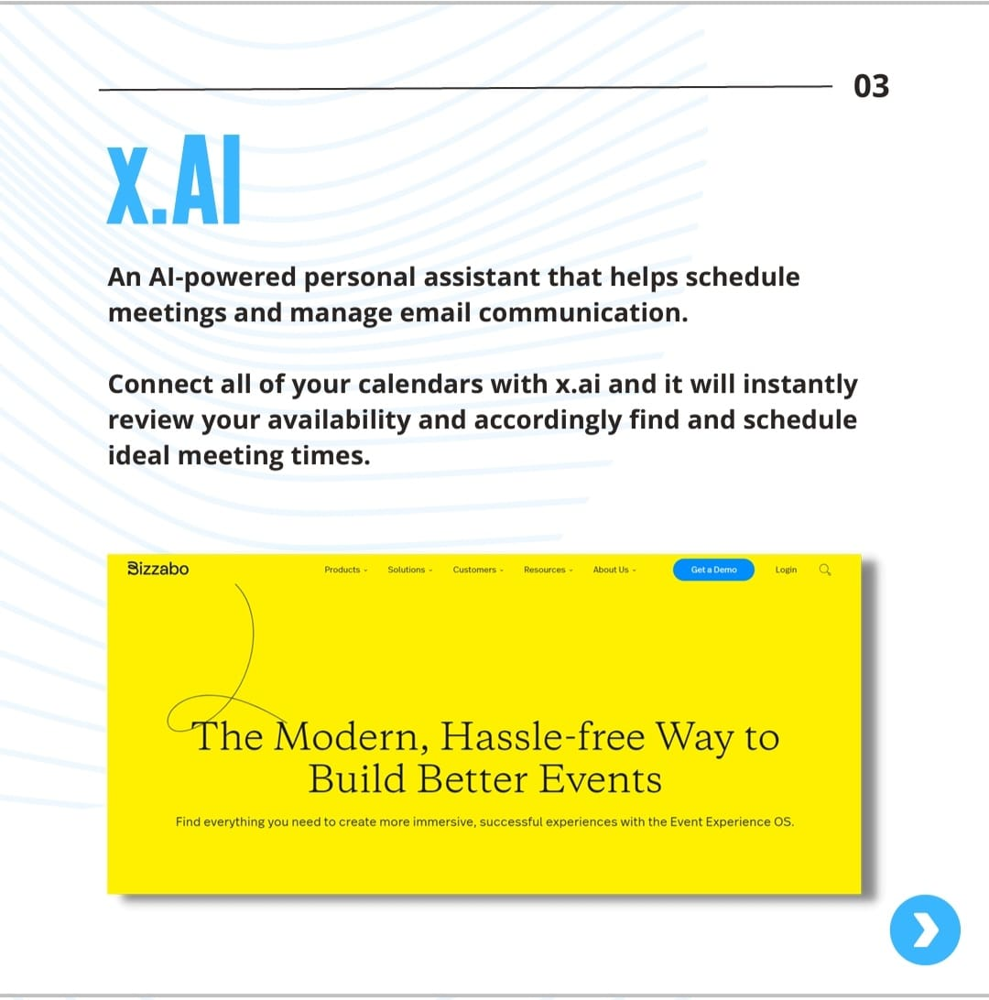 03
x.AI
An AI-powered personal assistant that helps schedule
meetings and manage email communication.
Connect all of your calendars with x.ai and it will instantly
review your availability and accordingly find and schedule
ideal meeting times.
Bizzabo Products Solutions Customers Resources About Us Get a Demo Login
The Modern, Hassle-free Way to
Build Better Events
Find everything you need to create more immersive, successful experiences with the Event Experience OS.